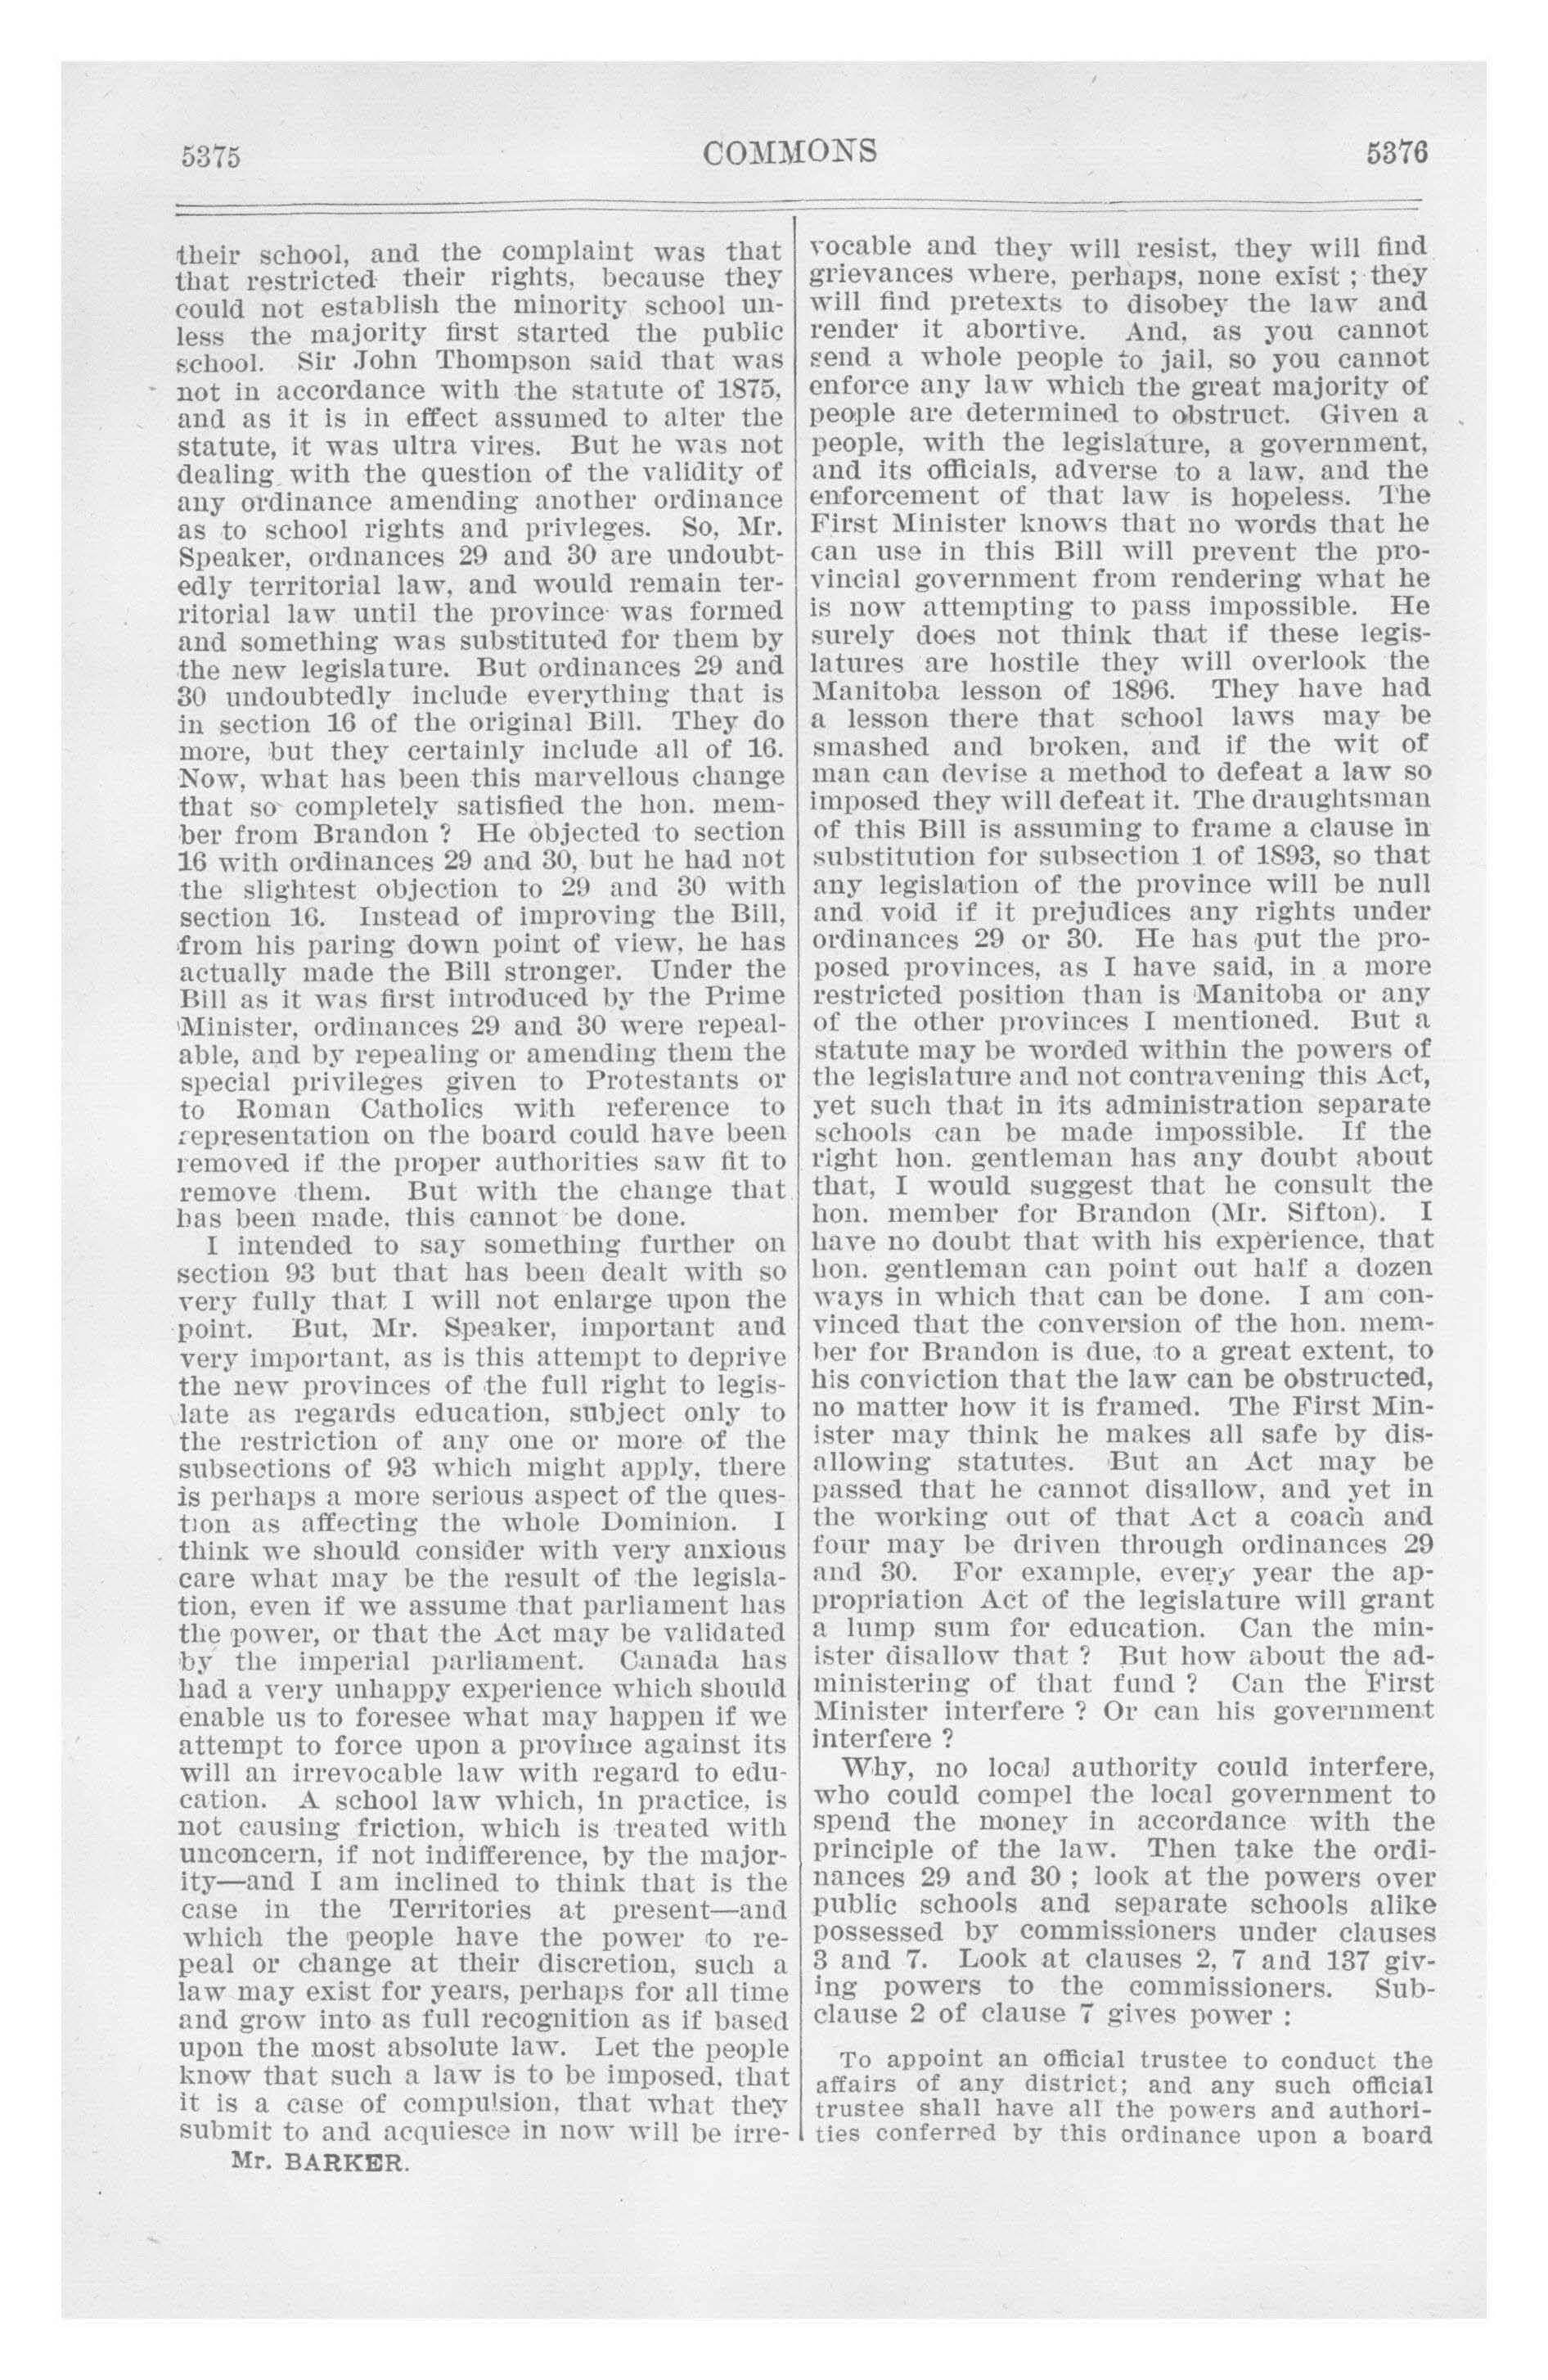 5375
COMMONS
5376
their school, and the complaint was that
that restricted their rights, because they
could not establish the minority school un-
less the majority first started the public
school. Sir John Thompson said that was
not in accordance with the statute of 1875,
and as it is in effect assumed to alter the
statute, it was ultra vires. But he was not
dealing with the question of the validity of
any ordinance amending another ordinance
as to school rights and privleges. So, Mr.
Speaker, ordnances 29 and 30 are undoubt-
edly territorial law, and would remain ter-
ritorial law until the province was formed
and something was substituted for them by
the new legislature. But ordinances 29 and
30 undoubtedly include everything that is
in section 16 of the original Bill. They do
more, but they certainly include all of 16.
Now, what has been this marvellous change
that so completely satisfied the hon. mem-
ber from Brandon ? He objected to section
16 with ordinances 29 and 30, but he had not
the slightest objection to 29 and 30 with
section 16. Instead of improving the Bill,
from his paring down point of view, he has
actually made the Bill stronger. Under the
Bill as it was first introduced by the Prime
Minister, ordinances 29 and 30 were repeal-
able, and by repealing or amending them the
special privileges given to Protestants or
to Roman Catholics with reference to
representation on the board could have been
removed if the proper authorities saw fit to
remove them. But with the change that
has been made, this cannot be done.
I intended to say something further on
section 93 but that has been dealt with so
very fully that I will not enlarge upon the
point. But, Mr. Speaker, important and
very important, as is this attempt to deprive
the new provinces of the full right to legis-
late as regards education, subject only to
the restriction of any one or more of the
subsections of 93 which might apply, there
is perhaps a more serious aspect of the ques-
tion as affecting the whole Dominion. I
think we should consider with very anxious
care what may be the result of the legisla-
tion, even if we assume that parliament has
the power, or that the Act may be validated
by the imperial parliament. Canada has
had a very unhappy experience which should
enable us to foresee what may happen if we
attempt to force upon a province against its
will an irrevocable law with regard to edu-
cation. A school law which, in practice, is
not causing friction, which is treated with
unconcern, if not indifference, by the major-
ity—and I am inclined to think that is the
case in the Territories at present—and
which the people have the power to re-
peal or change at their discretion, such a
law may exist for years, perhaps for all time
and grow into as full recognition as if based
upon the most absolute law. Let the people
know that such a law is to be imposed, that
it is a case of compulsion, that what they
submit to and acquiesce in now will be irre-
Mr. BARKER.
vocable and they will resist, they will find
grievances where, perhaps, none exist ; they
will find pretexts to disobey the law and
render it abortive. And, as you cannot
send a whole people to jail, so you cannot
enforce any law which the great majority of
people are determined to obstruct. Given a
people, with the legislature, a government,
and its officials, adverse to a law, and the
enforcement of that law is hopeless. The
First Minister knows that no words that he
can use in this Bill will prevent the pro-
vincial government from rendering what he
is now attempting to pass impossible. He
surely does not think that if these legis-
latures are hostile they will overlook the
Manitoba lesson of 1896. They have had
a lesson there that school laws may be
smashed and broken, and if the wit of
man can devise a method to defeat a law so
imposed they will defeat it. The draughtsman
of this Bill is assuming to frame a clause in
substitution for subsection 1 of 1893, so that
any legislation of the province will be null
and void if it prejudices any rights under
ordinances 29 or 30. He has put the pro-
posed provinces, as I have said, in a more
restricted position than is Manitoba or any
of the other provinces I mentioned. But a
statute may be worded within the powers of
the legislature and not contravening this Act,
yet such that in its administration separate
schools can be made impossible. If the
right hon. gentleman has any doubt about
that, I would suggest that he consult the
hon. member for Brandon (Mr. Sifton). I
have no doubt that with his experience, that
hon. gentleman can point out half a dozen
ways in which that can be done. I am con-
vinced that the conversion of the hon. mem-
ber for Brandon is due, to a great extent, to
his conviction that the law can be obstructed,
no matter how it is framed. The First Min-
ister may think he makes all safe by dis-
allowing statutes. But an Act may be
passed that he cannot disallow, and yet in
the working out of that Act a coach and
four may be driven through ordinances 29
and 30. For example, every year the ap-
propriation Act of the legislature will grant
a lump sum for education. Can the min-
ister disallow that ? But how about the ad-
ministering of that fund ? Can the First
Minister interfere ? Or can his government
interfere ?
Why, no local authority could interfere,
who could compel the local government to
spend the money in accordance with the
principle of the law. Then take the ordi-
nances 29 and 30 ; look at the powers over
public schools and separate schools alike
possessed by commissioners under clauses
3 and 7. Look at clauses 2, 7 and 137 giv-
ing powers to the commissioners. Sub-
clause 2 of clause 7 gives power :
To appoint an official trustee to conduct the
affairs of any district; and any such official
trustee shall have all the powers and authori-
ties conferred by this ordinance upon a board